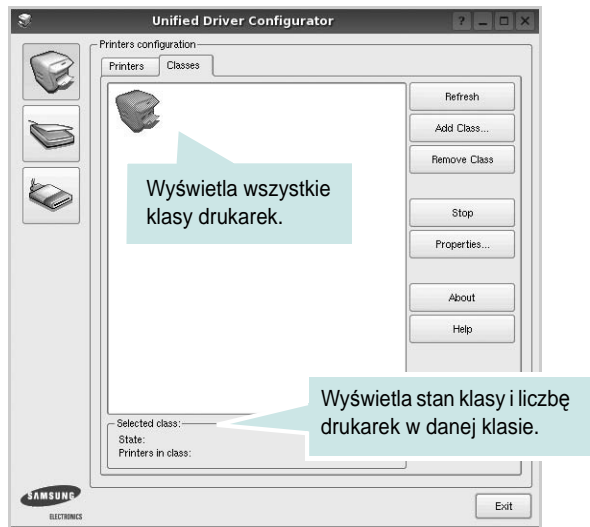 Unified Driver Configurator
Printers configuration
Printers Classes
Refresh
Add Class...
Remove Class
Wyświetla wszystkie
klasy drukarek.
Stop
Properties...
About
Help
Wyświetla stan klasy i liczbę
drukarek w danej klasie.
Selected class:
State:
Printers in class:
SAMSUNG
ELECTRONICS
Exit